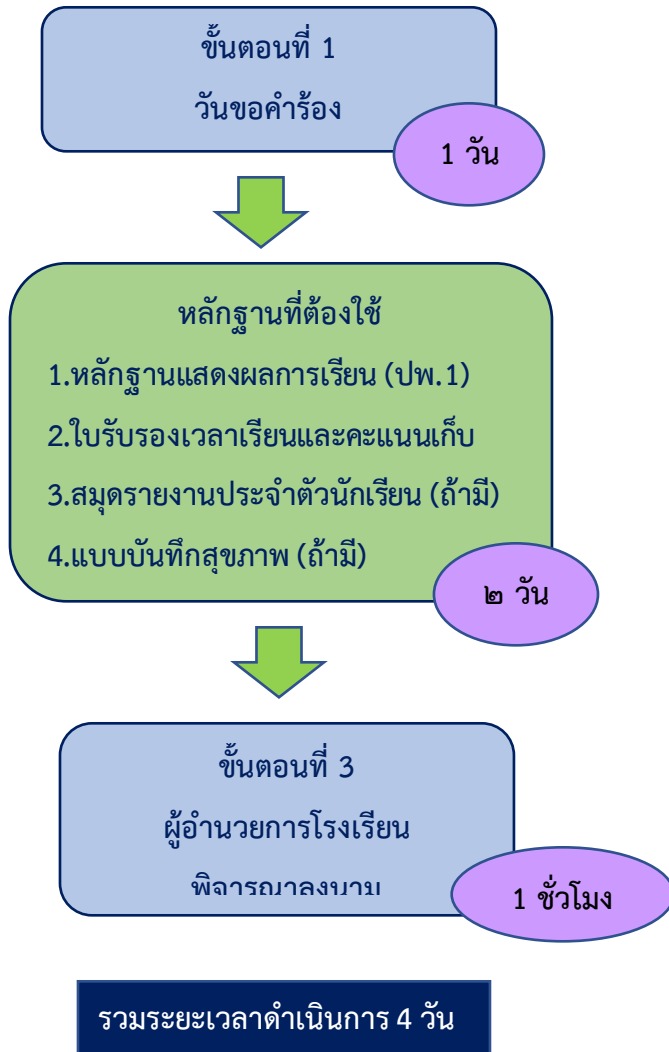 ขั้นตอนที่ 1
วันขอคำร้อง
1 วัน
หลักฐานที่ต้องใช้
1.หลักฐานแสดงผลการเรียน (ปพ.1)
2.ใบรับรองเวลาเรียนและคะแนนเก็บ
3.สมุดรายงานประจำตัวนักเรียน (ถ้ามี)
4.แบบบันทึกสุขภาพ (ถ้ามี)
๒ วัน
ขั้นตอนที่ 3
ผู้อำนวยการโรงเรียน
พิจารณาลงนาม
1 ชั่วโมง
รวมระยะเวลาดำเนินการ 4 วัน